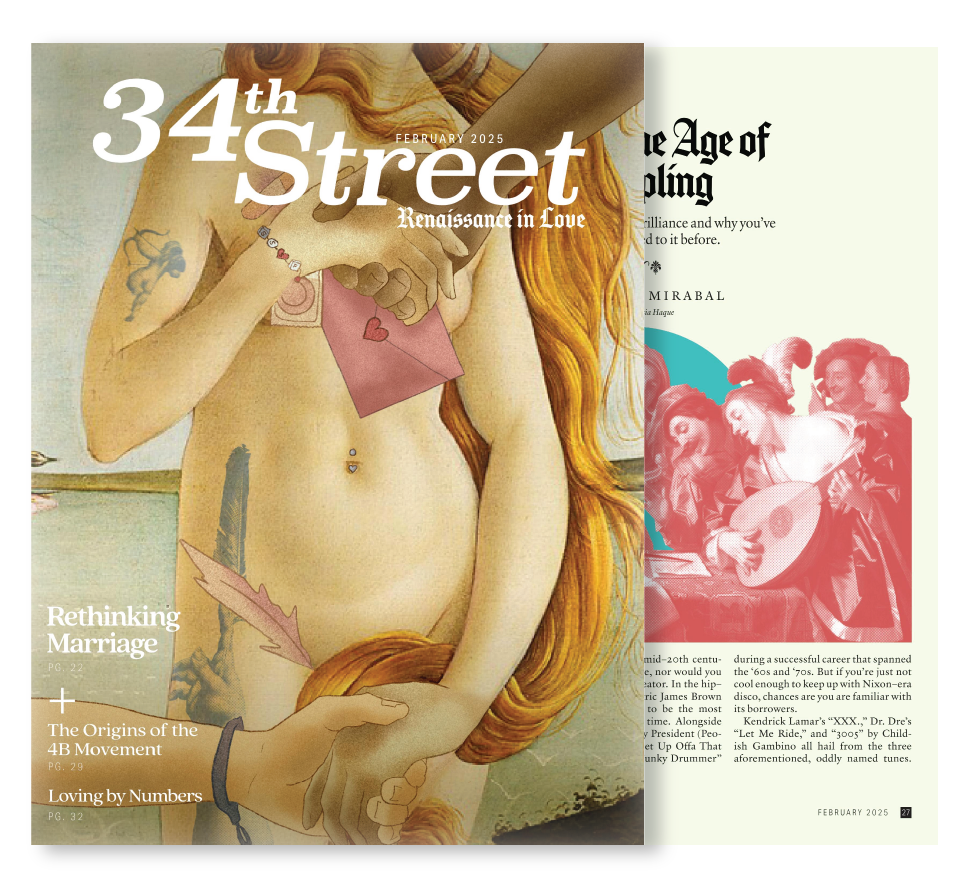 34th
Street
FEBRUARY 2025
Renaissance in Love
Rethinking
Marriage
PG. 22
+
The Origins of the
4B Movement
PG. 29
Loving by Numbers
PG. 32
Age of
rilliance and why you've
to it before.
MIRABAL
Haque
mid–20th centu-
nor would you
In the hip–
James Brown
to be the most
time. Alongside
President (Peo-
Up Offa That
Drummer”
during a successful career that spanned
the ‘60s and ‘70s. But if you're just not
cool enough to keep up with Nixon–era
disco, chances are you are familiar with
its borrowers.
Kendrick Lamar's “XXX.,” Dr. Dre's
“Let Me Ride,” and “3005” by Child-
ish Gambino all hail from the three
aforementioned, oddly named tunes.
FEBRUARY 2025 27